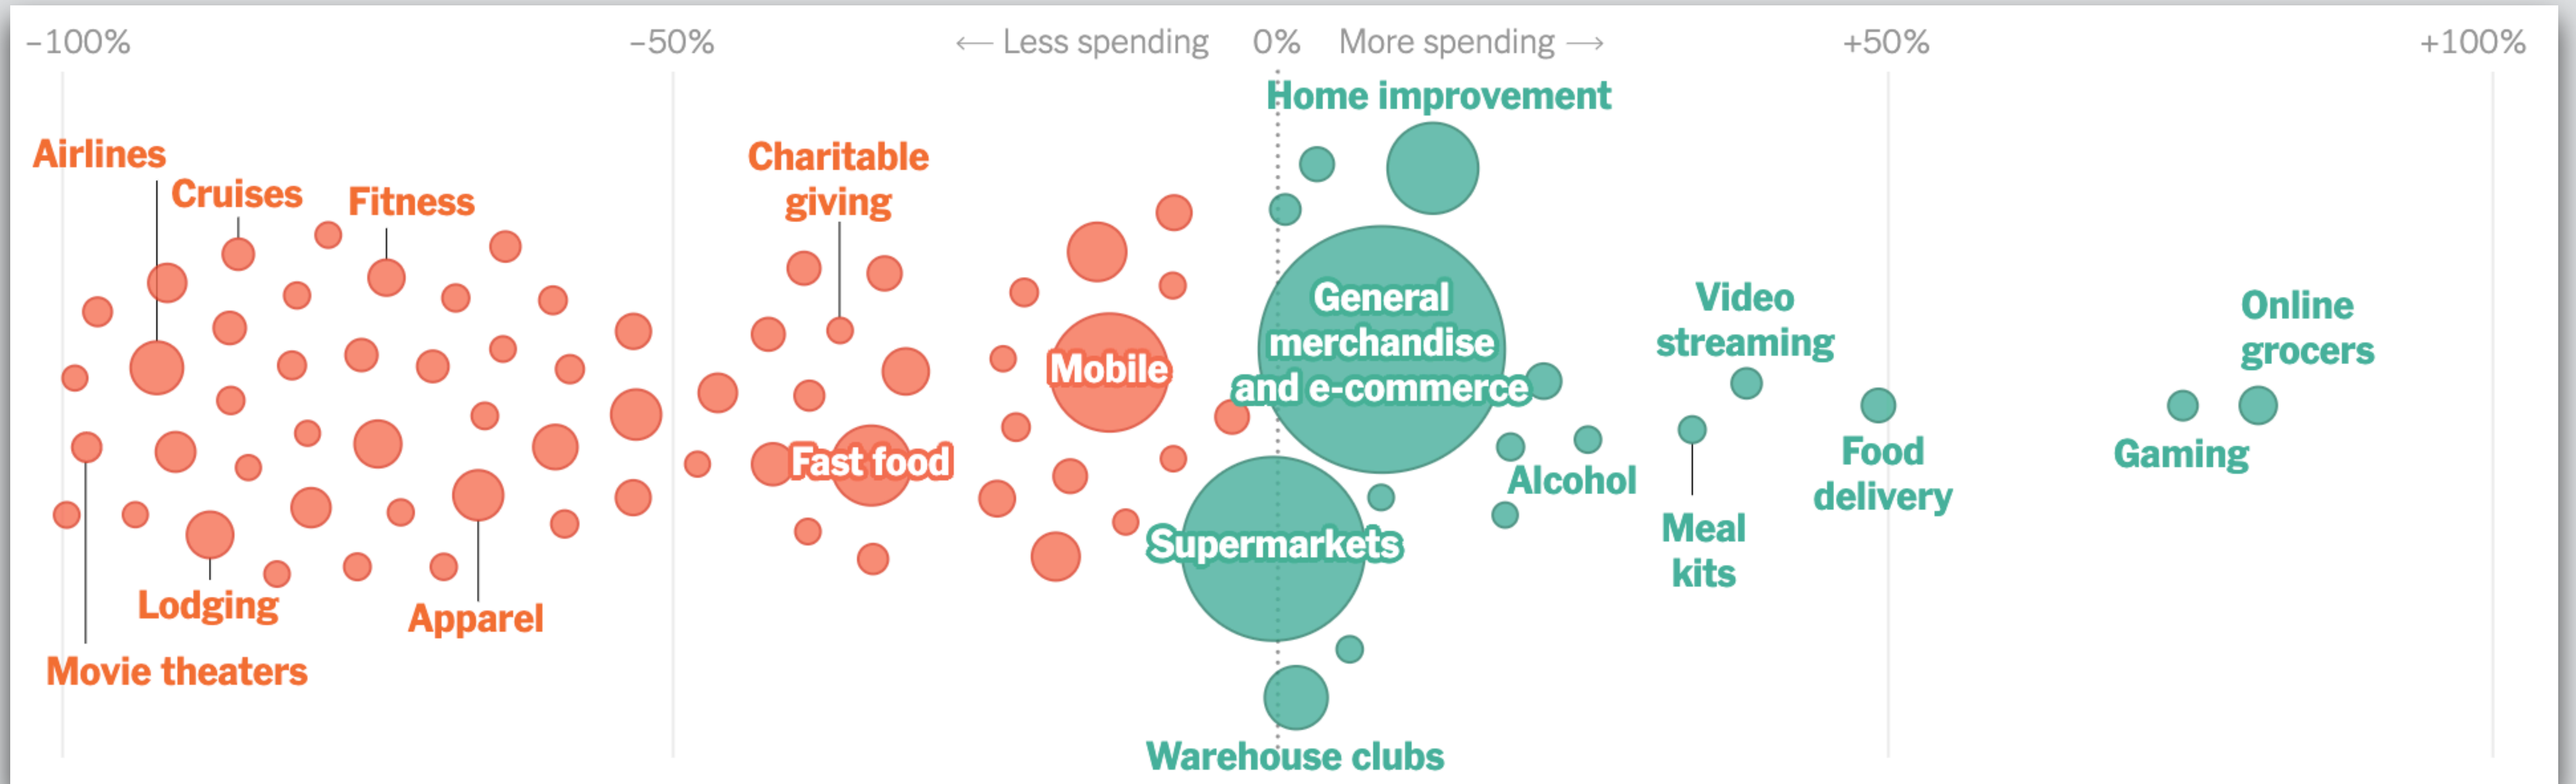 −100%
−50%
← Less spending
0%
More spending →
+50%
+100%
Home improvement
Airlines
Cruises
Fitness
Charitable
giving
General
merchandise
and e-commerce
Mobile
Fast food
Video
streaming
Online
grocers
Alcohol
Food
delivery
Gaming
Meal
kits
Supermarkets
Lodging
Apparel
Movie theaters
Warehouse clubs